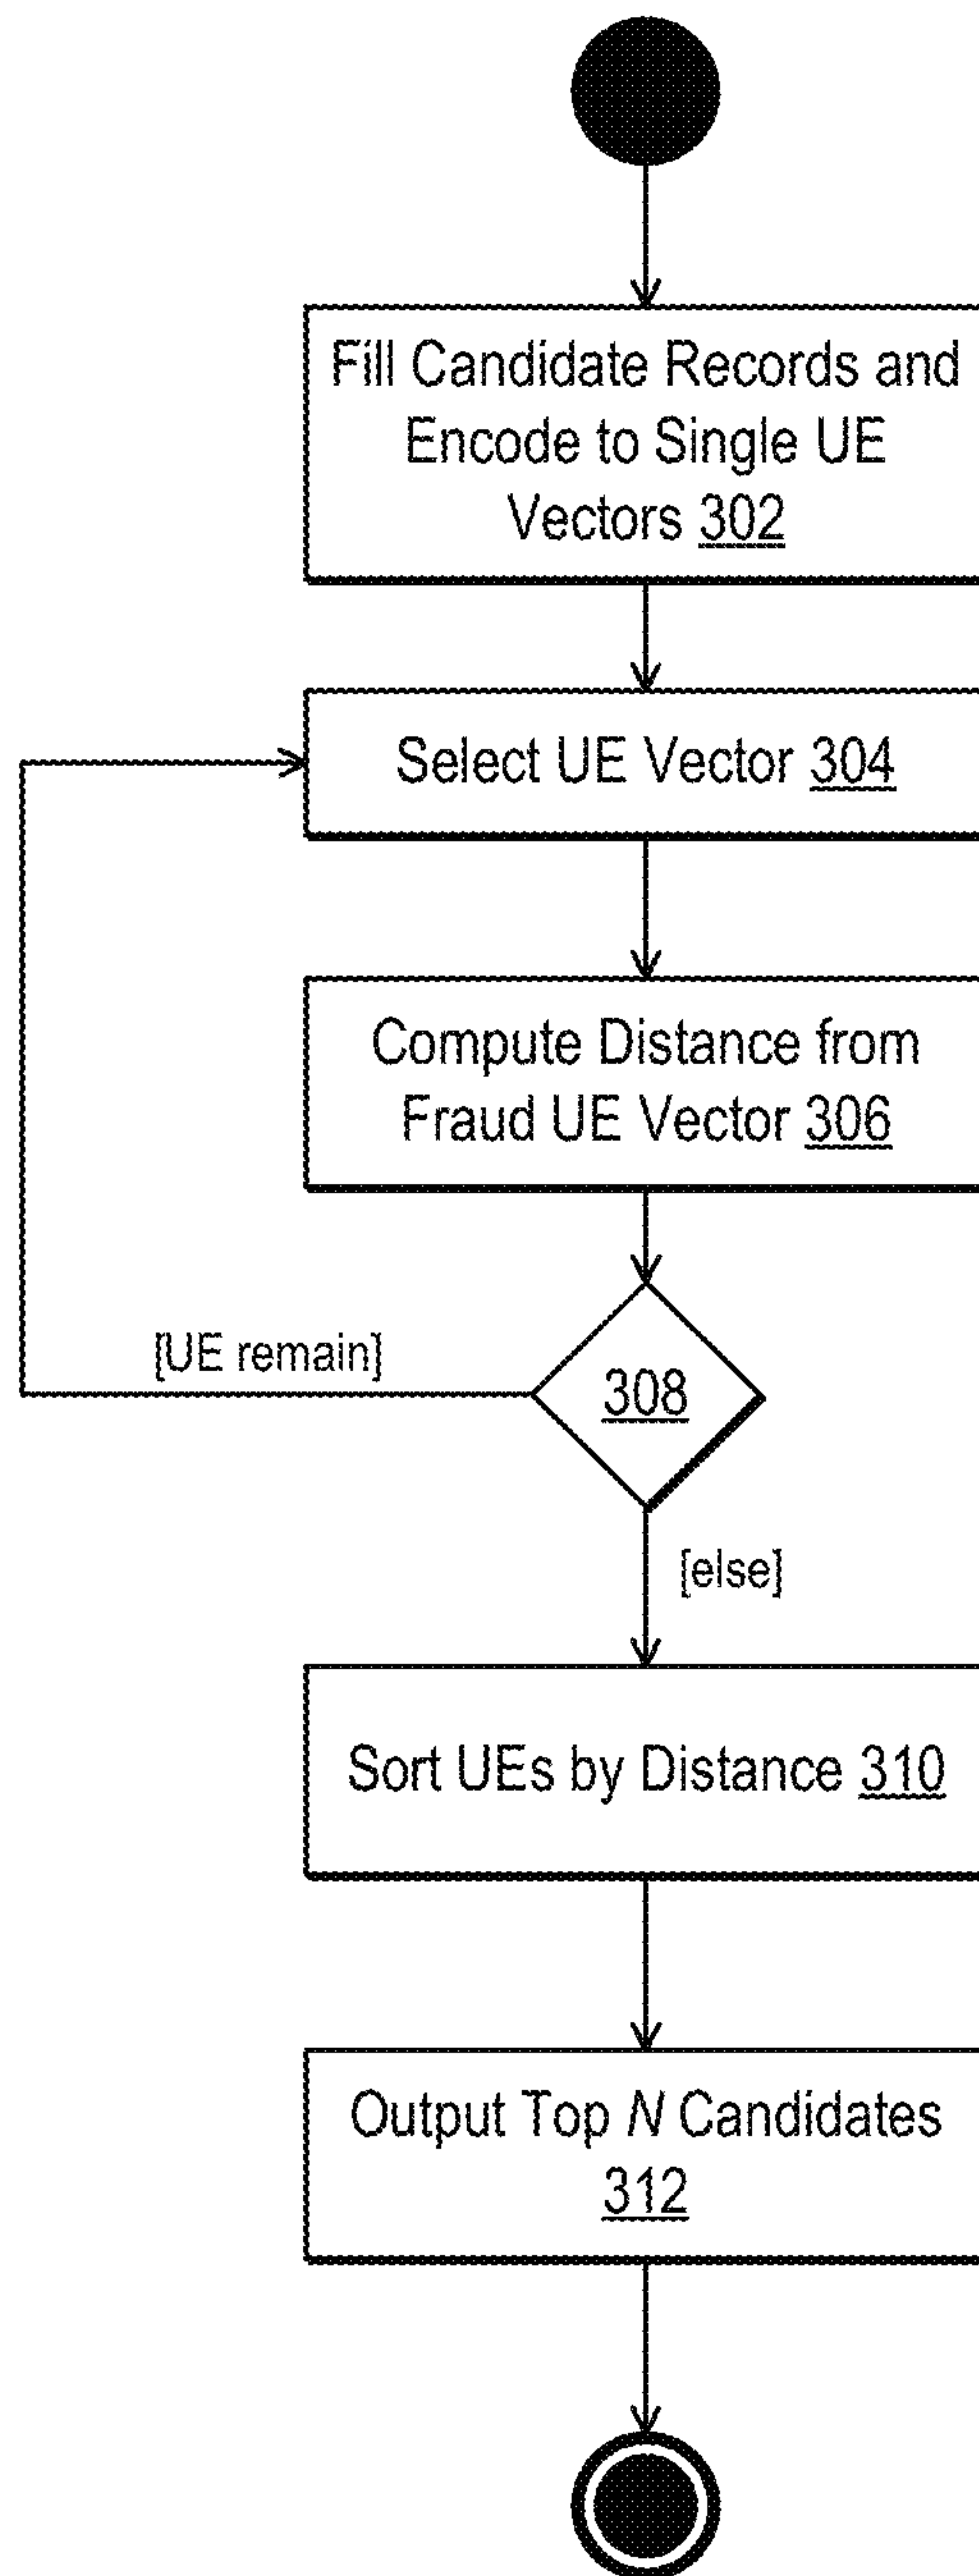 Fill Candidate Records and
Encode to Single UE
Vectors 302
Select UE Vector 304
Compute Distance from
Fraud UE Vector 306
[UE remain]
308
[else]
Sort UEs by Distance 310
Output Top N Candidates
312